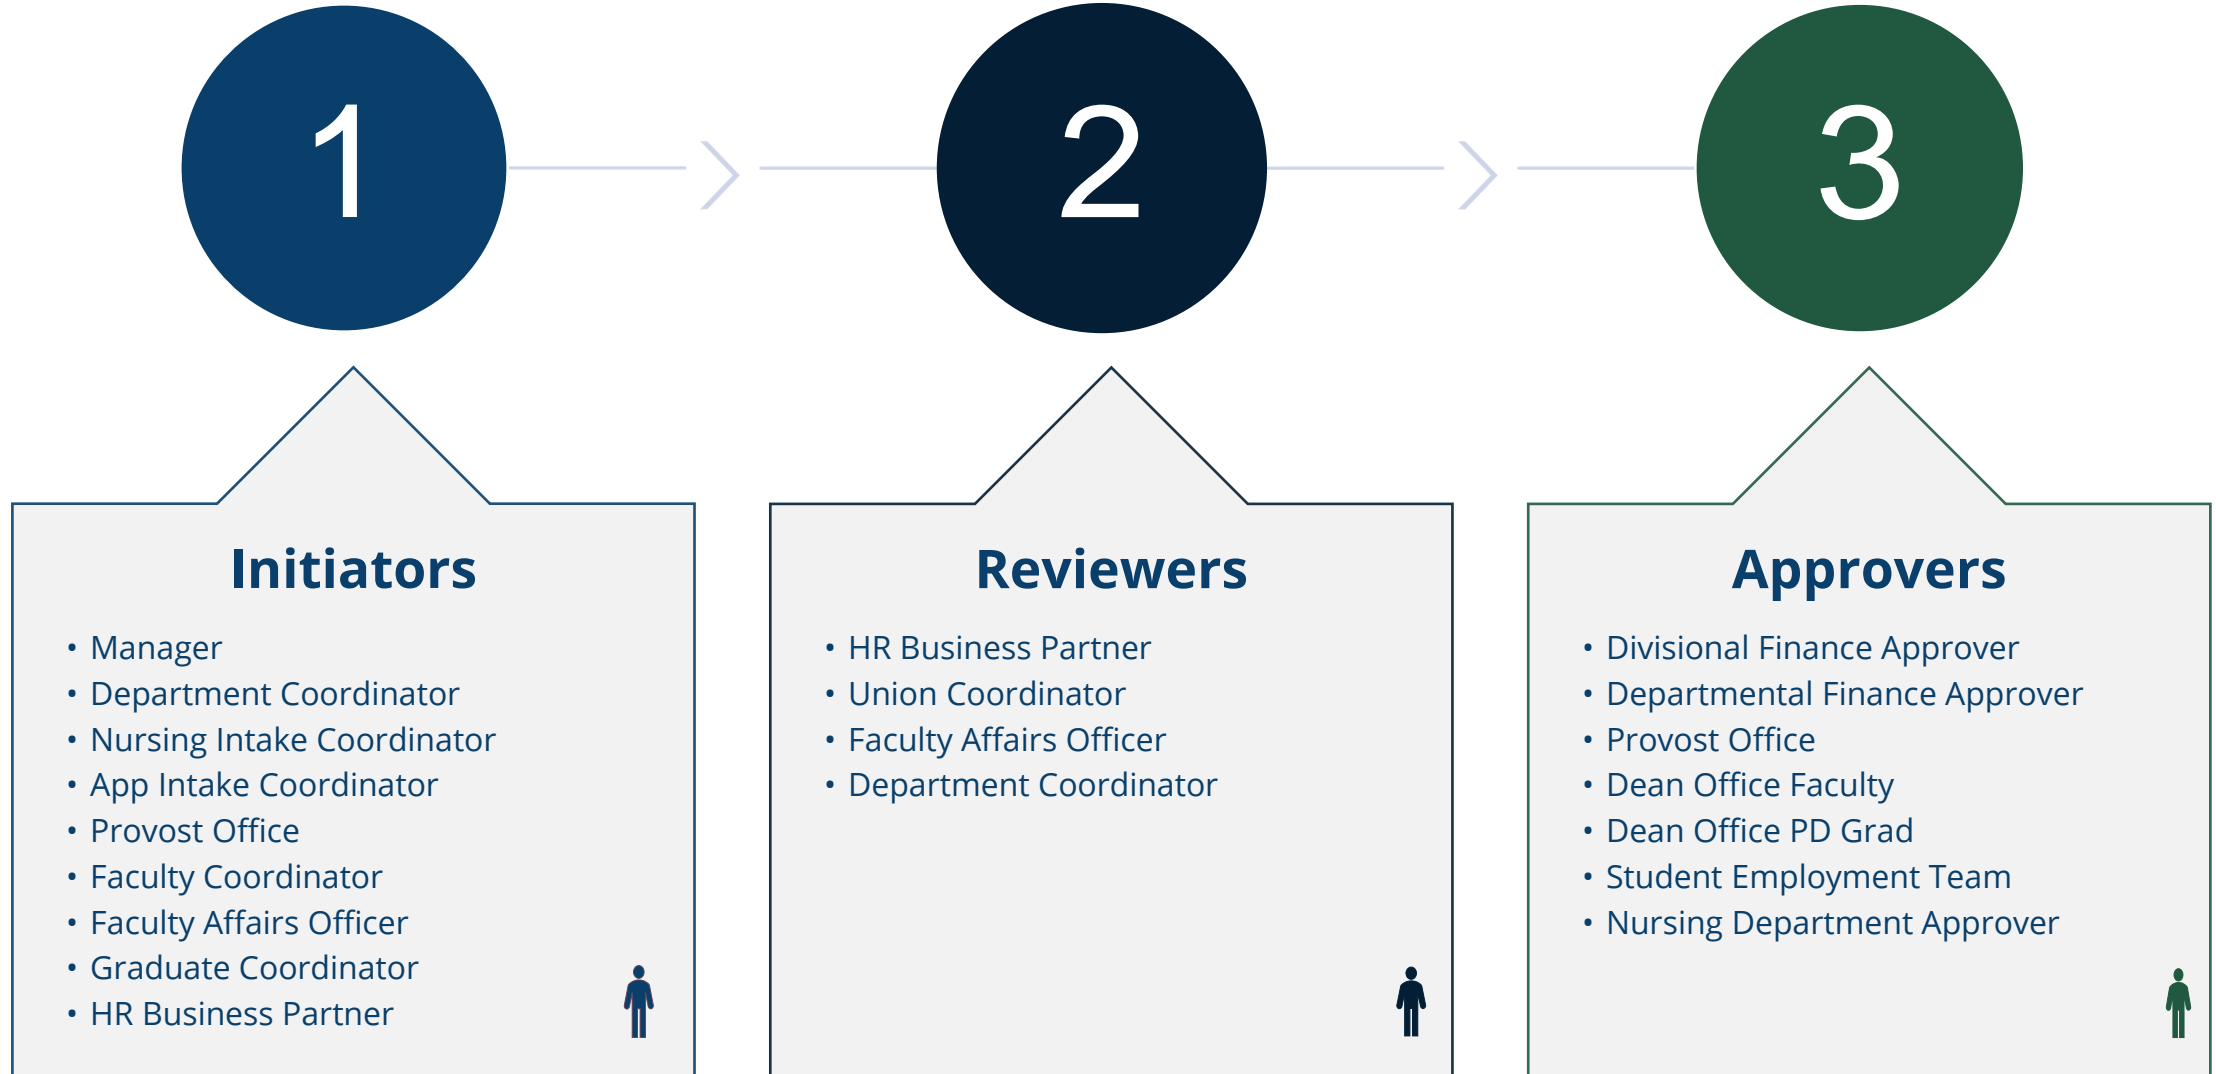 1
2
3
Initiators
• Manager
• Department Coordinator
• Nursing Intake Coordinator
• App Intake Coordinator
• Provost Office
• Faculty Coordinator
• Faculty Affairs Officer
• Graduate Coordinator
• HR Business Partner
Reviewers
• HR Business Partner
• Union Coordinator
• Faculty Affairs Officer
• Department Coordinator
Approvers
• Divisional Finance Approver
• Departmental Finance Approver
• Provost Office
• Dean Office Faculty
• Dean Office PD Grad
• Student Employment Team
• Nursing Department Approver